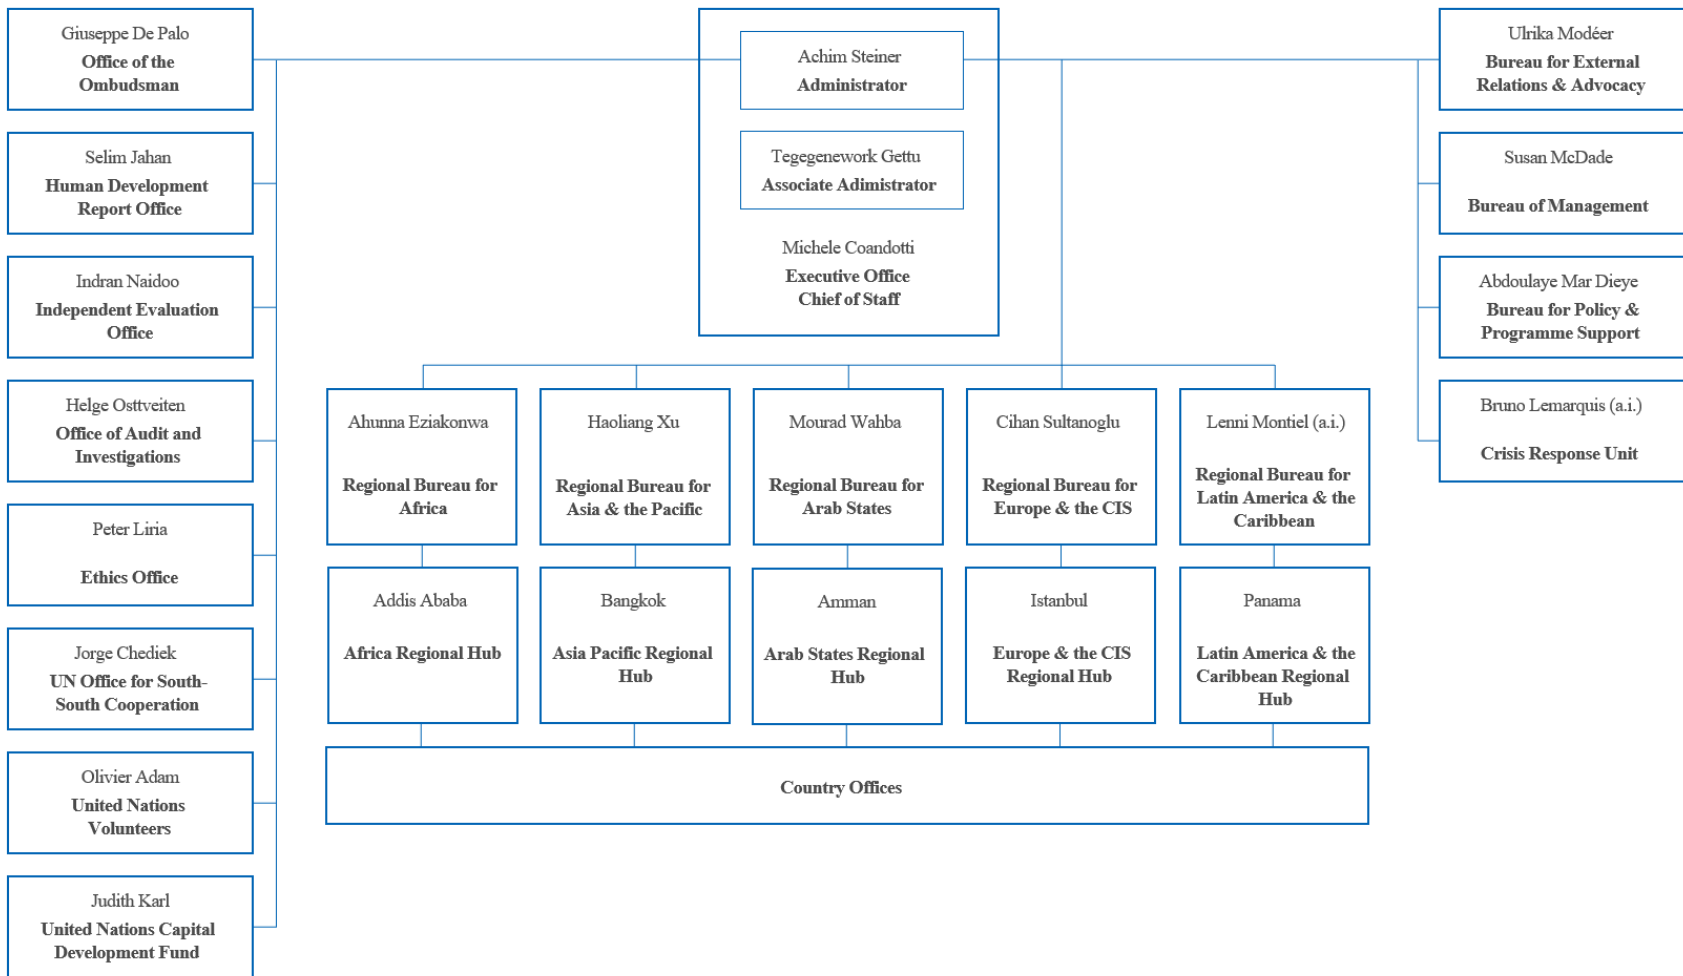 Giuseppe De Palo
Office of the
Ombudsman
Selim Jahan
Human Development
Report Office
Indran Naidoo
Independent Evaluation
Office
Helge Osttveiten
Office of Audit and
Investigations
Peter Liria
Ethics Office
Jorge Chediek
UN Office for South-
South Cooperation
Olivier Adam
United Nations
Volunteers
Judith Karl
United Nations Capital
Development Fund
Achim Steiner
Administrator
Tegegenework Gettu
Associate Adimistrator
Michele Coandotti
Executive Office
Chief of Staff
Ulrika Modéer
Bureau for External
Relations & Advocacy
Susan McDade
Bureau of Management
Abdoulaye Mar Dieye
Bureau for Policy &
Programme Support
Bruno Lemarquis (a.i.)
Crisis Response Unit
Ahunna Eziakonwa
Regional Bureau for
Africa
Haoliang Xu
Regional Bureau for
Asia & the Pacific
Mourad Wahba
Regional Bureau for
Arab States
Cihan Sultanoglu
Regional Bureau for
Europe & the CIS
Lenni Montiel (a.i.)
Regional Bureau for
Latin America & the
Caribbean
Addis Ababa
Africa Regional Hub
Bangkok
Asia Pacific Regional
Hub
Amman
Arab States Regional
Hub
Istanbul
Europe & the CIS
Regional Hub
Panama
Latin America & the
Caribbean Regional
Hub
Country Offices